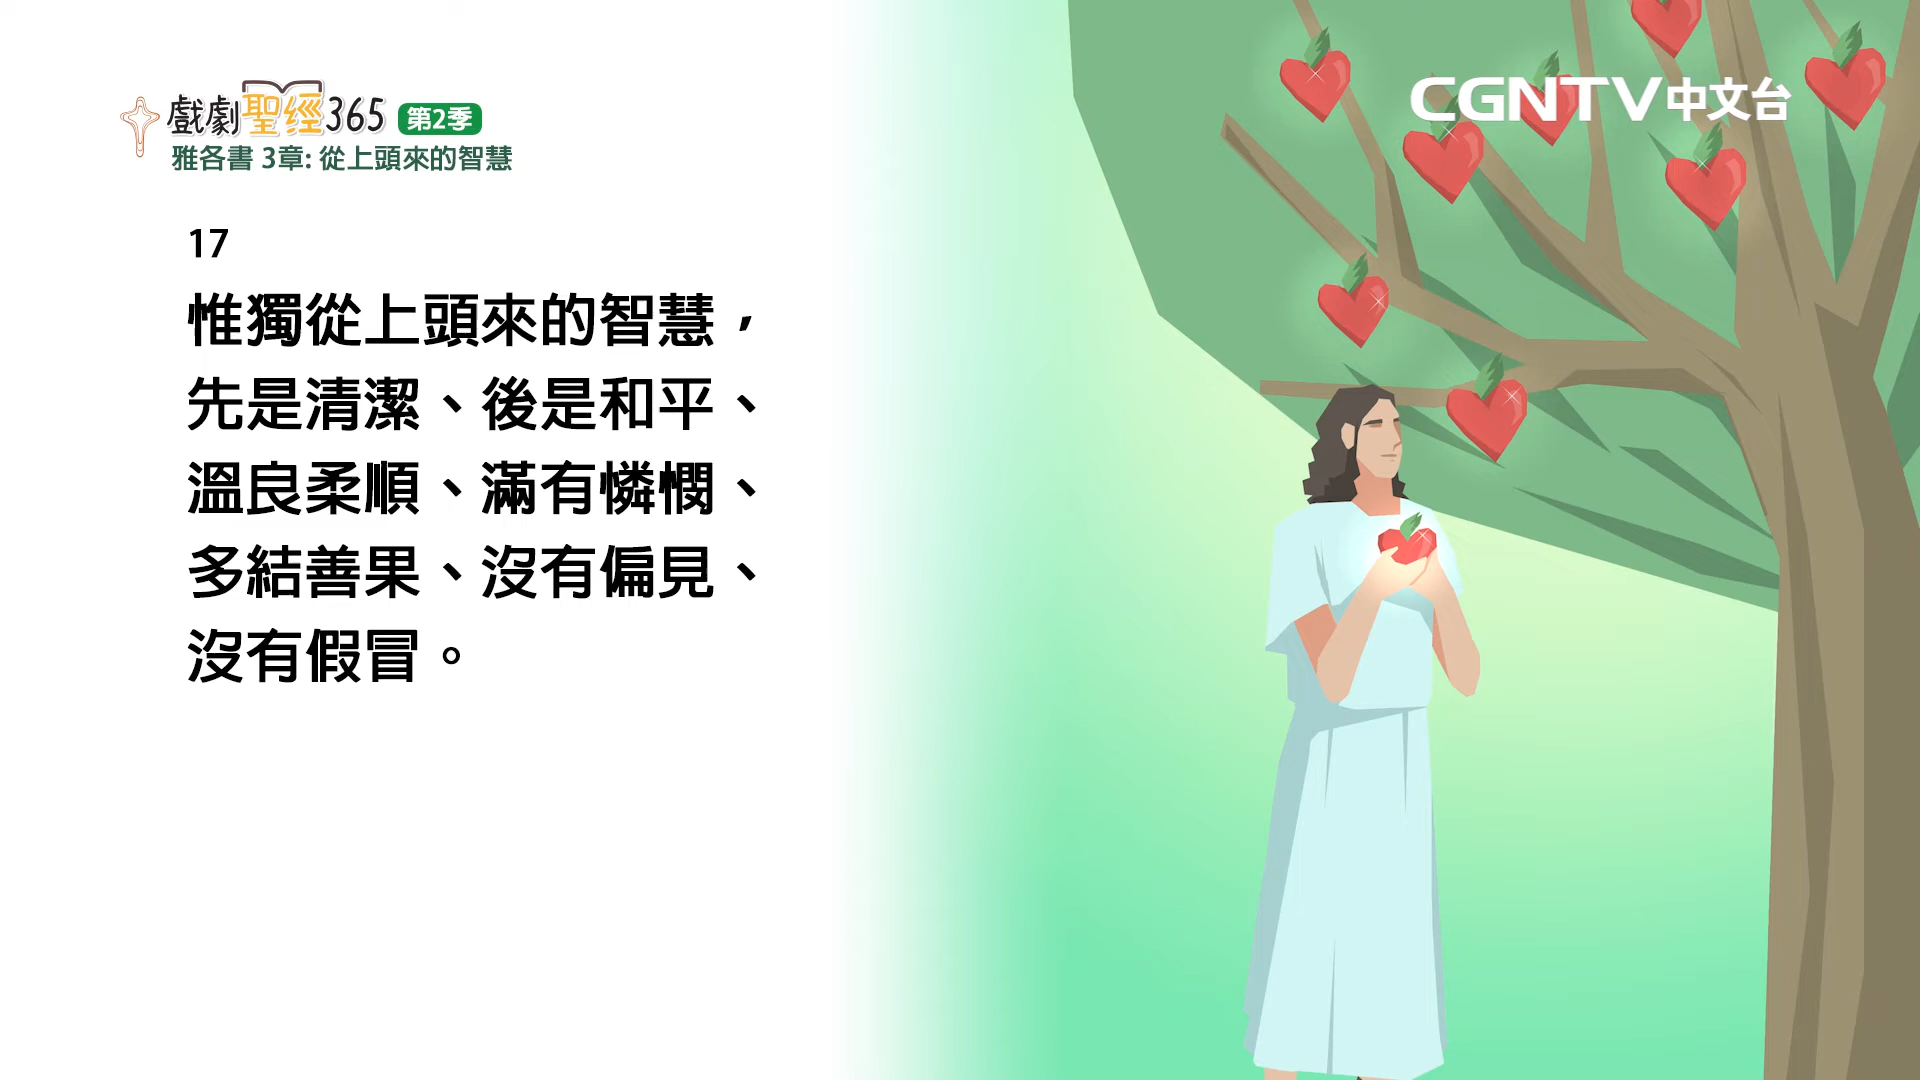 戲劇聖經365 第2季
CGNTV中文台
雅各書 3章: 從上頭來的智慧
17
惟獨從上頭來的智慧，
先是清潔、後是和平、
溫良柔順、滿有憐憫、
多結善果、沒有偏見、
沒有假冒。